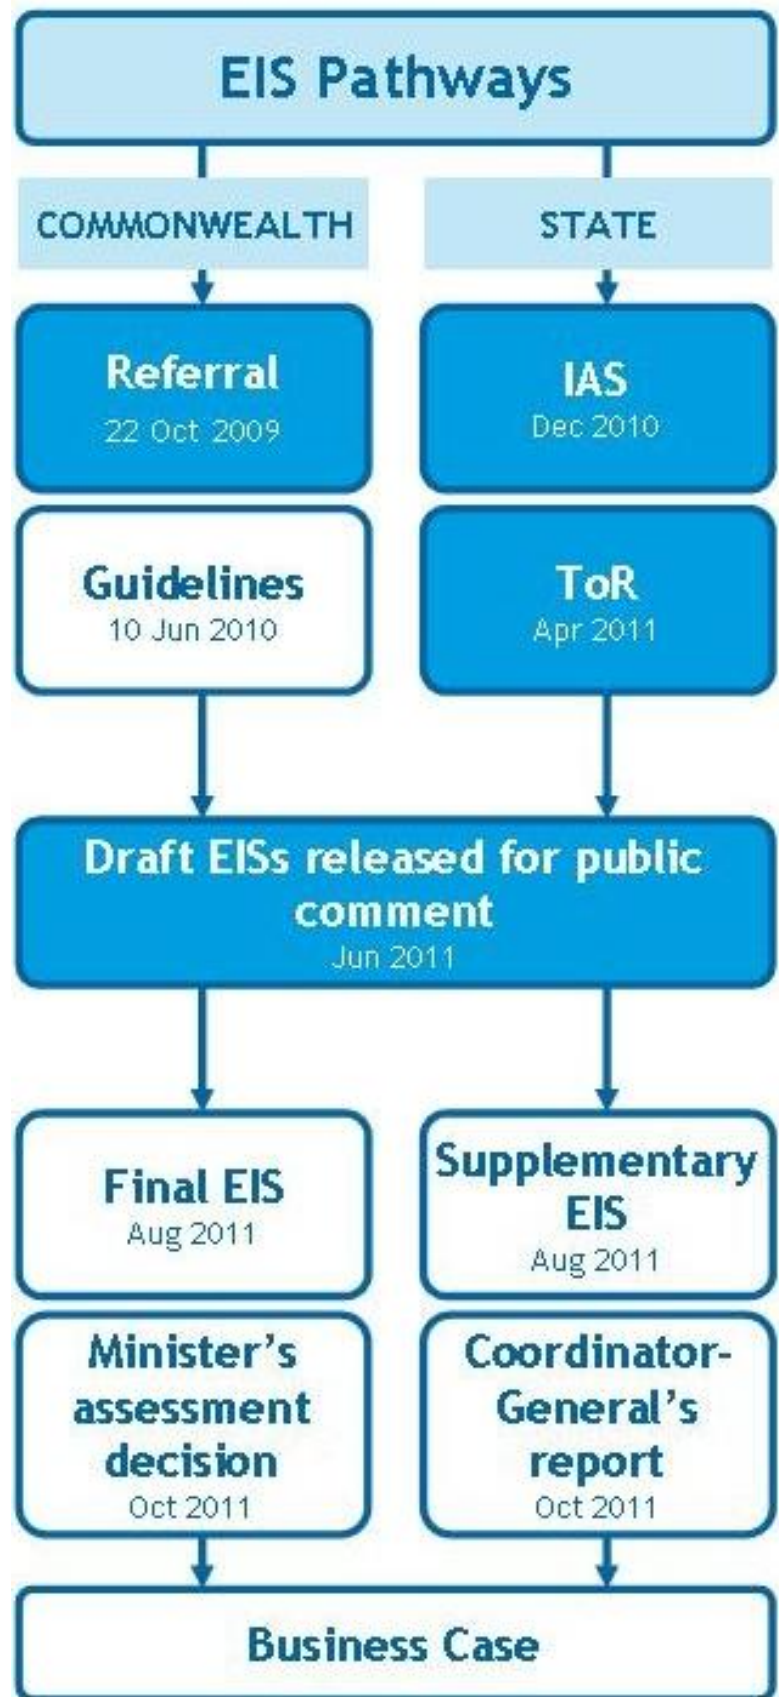 EIS Pathways
COMMONWEALTH
STATE
Referral
22 Oct 2009
IAS
Dec 2010
Guidelines
10 Jun 2010
ToR
Apr 2011
Draft EISs released for public
comment
Jun 2011
Final EIS
Aug 2011
Supplementary
EIS
Aug 2011
Minister's
assessment
decision
Oct 2011
Coordinator-
General's
report
Oct 2011
Business Case